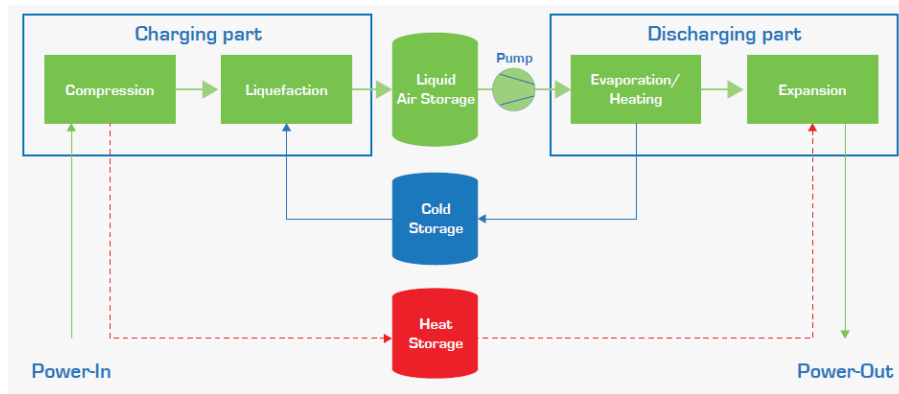 Charging part
Discharging part
Compression
Liquefaction
Liquid
Air Storage
Pump
Evaporation/
Heating
Expansion
Cold
Storage
Heat
Storage
Power-In
Power-Out